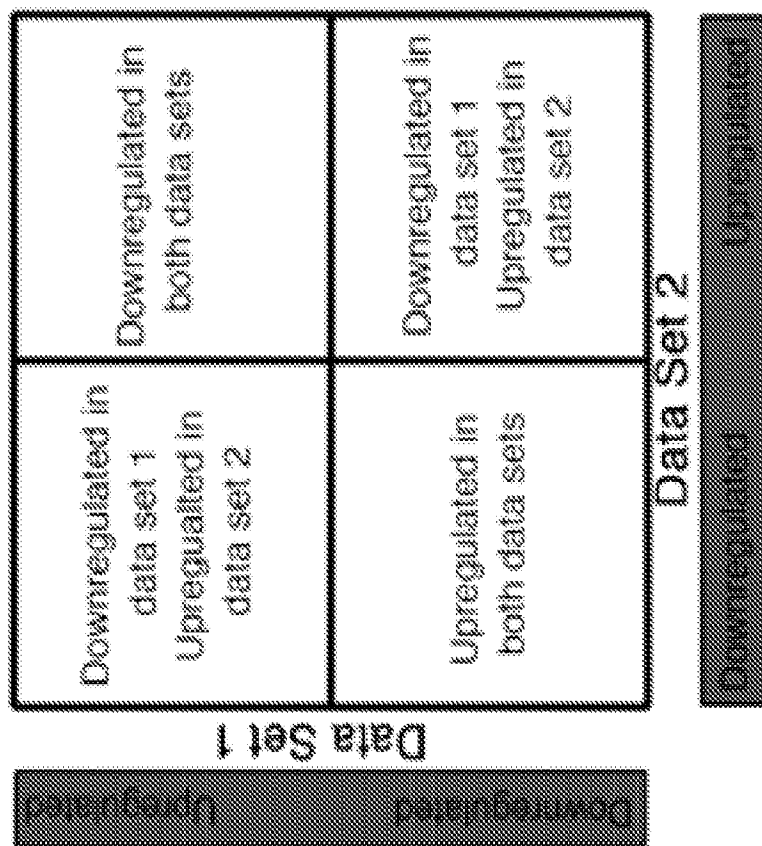 Downregulated
Upregulated
Data Set 1
Upregulated in
both data sets
Downregulated in
data set 1
Upregualted in
data set 2
Downregulated in
data set 1
Upregulated in
data set 2
Downregulated in
both data sets
Data Set 2
Downregulated
Upregulated